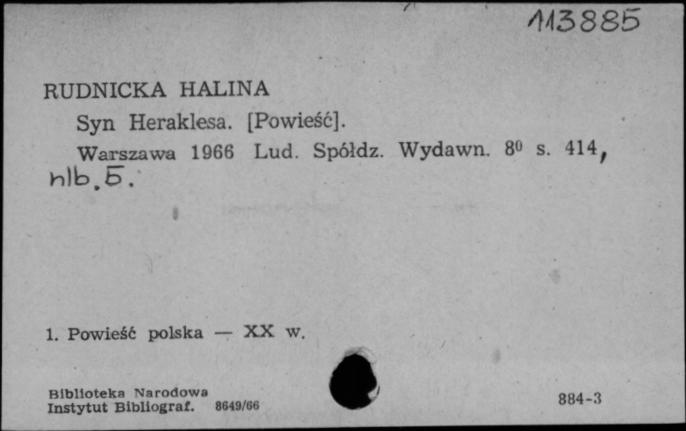 113885
RUDNICKA HALINA
Syn Heraklesa. [Powieść].
Warszawa 1966 Lud. Spółdz. Wydawn. 8⁰ s. 414,
nlb. 5.
1. Powieść polska — XX w.
Biblioteka Narodowa
Instytut Bibliograf. 8649/66
884-3